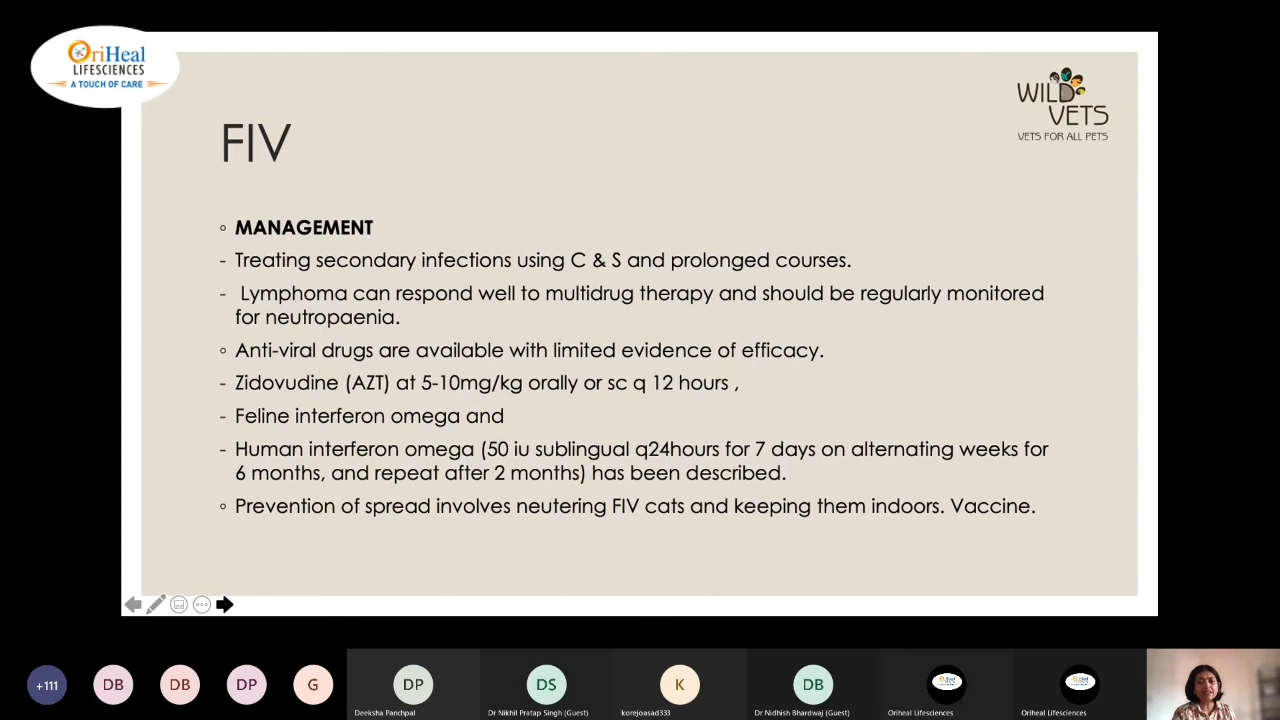 OriHeal
LIFESCIENCES
A TOUCH OF CARE
WILD
VETS
VETS FOR ALL PETS
FIV
◦ MANAGEMENT
- Treating secondary infections using C & S and prolonged courses.
- Lymphoma can respond well to multidrug therapy and should be regularly monitored
for neutropaenia.
◦ Anti-viral drugs are available with limited evidence of efficacy.
- Zidovudine (AZT) at 5-10mg/kg orally or sc q 12 hours ,
- Feline interferon omega and
- Human interferon omega (50 iu sublingual q24hours for 7 days on alternating weeks for
6 months, and repeat after 2 months) has been described.
◦ Prevention of spread involves neutering FIV cats and keeping them indoors. Vaccine.
+111 DB DB DP G DP DS K DB
Deeksha Panchpal Dr Nikhil Pratap Singh (Guest) korejoasad333 Dr Nidhish Bhardwaj (Guest) Oriheal Lifesciences Oriheal Lifesciences